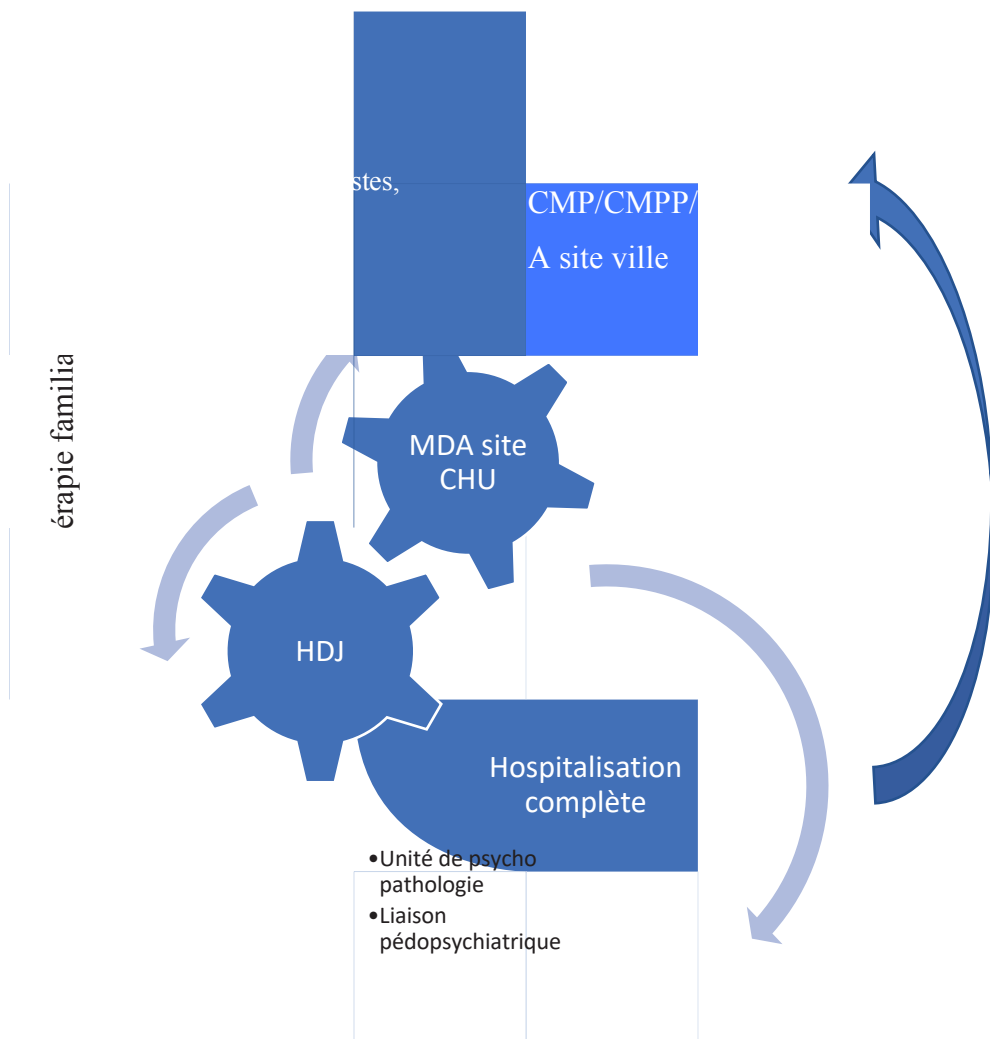 stes,
CMP/CMPP/
A site ville
érapie familia
MDA site
CHU
HDJ
Hospitalisation
complète
•Unité de psycho
pathologie
•Liaison
pédopsychiatrique